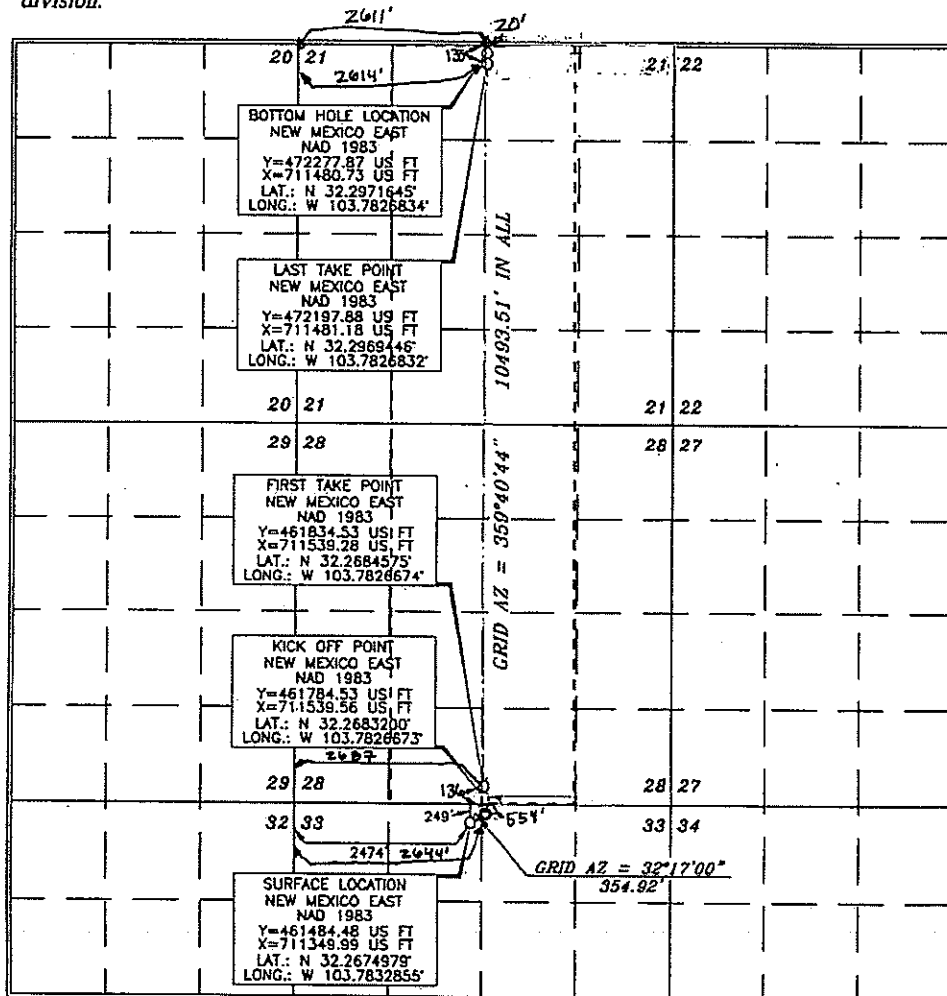 division.
2611'
20'
20 21
135'
21 22
2614'
BOTTOM HOLE LOCATION
NEW MEXICO EAST
NAD 1983
Y=472277.87 US FT
X=711480.73 US FT
LAT.: N 32.2971645°
LONG.: W 103.7826834°
LAST TAKE POINT
NEW MEXICO EAST
NAD 1983
Y=472197.88 US FT
X=711481.18 US FT
LAT.: N 32.2969446°
LONG.: W 103.7826832°
10493.51' IN ALL
20 21
21 22
29 28
28 27
GRID AZ = 359°40'44"
FIRST TAKE POINT
NEW MEXICO EAST
NAD 1983
Y=461834.53 US FT
X=711539.28 US FT
LAT.: N 32.2684575°
LONG.: W 103.7826674°
KICK OFF POINT
NEW MEXICO EAST
NAD 1983
Y=461784.53 US FT
X=711539.56 US FT
LAT.: N 32.2683200°
LONG.: W 103.7826673°
2637
29 28
136'
28 27
249'
554'
32 33
33 34
2474'
2644'
GRID AZ = 32°17'00"
354.92'
SURFACE LOCATION
NEW MEXICO EAST
NAD 1983
Y=461484.48 US FT
X=711349.99 US FT
LAT.: N 32.2674979°
LONG.: W 103.7832855°